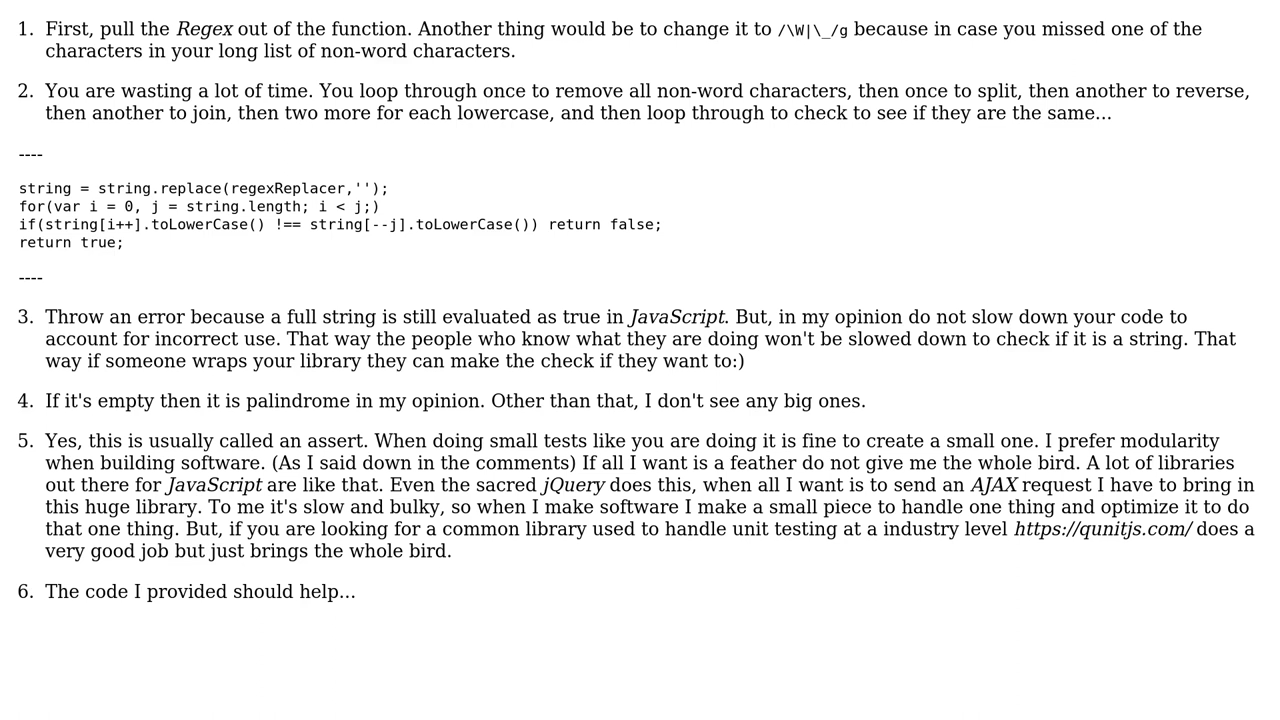 1. First, pull the Regex out of the function. Another thing would be to change it to /\W|\_/g because in case you missed one of the
characters in your long list of non-word characters.
2. You are wasting a lot of time. You loop through once to remove all non-word characters, then once to split, then another to reverse,
then another to join, then two more for each lowercase, and then loop through to check to see if they are the same...
----
string = string.replace(regexReplacer,'');
for(var i = 0, j = string.length; i < j;)
if(string[i++].toLowerCase() !== string[--j].toLowerCase()) return false;
return true;
----
3. Throw an error because a full string is still evaluated as true in JavaScript. But, in my opinion do not slow down your code to
account for incorrect use. That way the people who know what they are doing won't be slowed down to check if it is a string. That
way if someone wraps your library they can make the check if they want to:)
4. If it's empty then it is palindrome in my opinion. Other than that, I don't see any big ones.
5. Yes, this is usually called an assert. When doing small tests like you are doing it is fine to create a small one. I prefer modularity
when building software. (As I said down in the comments) If all I want is a feather do not give me the whole bird. A lot of libraries
out there for JavaScript are like that. Even the sacred jQuery does this, when all I want is to send an AJAX request I have to bring in
this huge library. To me it's slow and bulky, so when I make software I make a small piece to handle one thing and optimize it to do
that one thing. But, if you are looking for a common library used to handle unit testing at a industry level https://qunitjs.com/ does a
very good job but just brings the whole bird.
6. The code I provided should help...